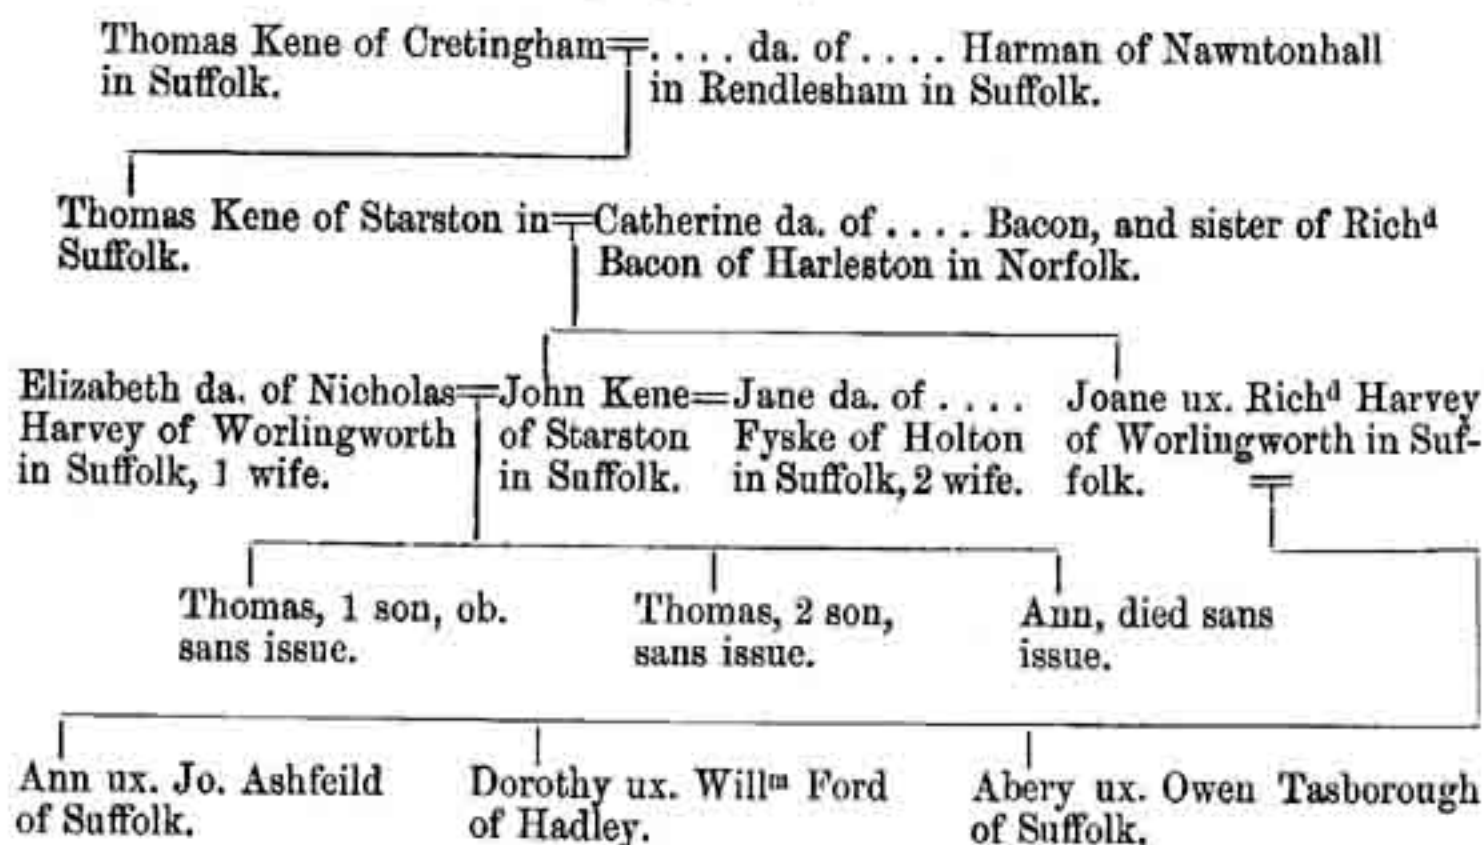 Thomas Kene of Cretingham=. . . . da. of . . . . Harman of Nawntonhall
in Suffolk. in Rendlesham in Suffolk.
Thomas Kene of Starston in=Catherine da. of . . . . Bacon, and sister of Richᵈ
Suffolk. Bacon of Harleston in Norfolk.
Elizabeth da. of Nicholas=John Kene=Jane da. of . . . . Joane ux. Richᵈ Harvey
Harvey of Worlingworth of Starston Fyske of Holton of Worlingworth in Suf-
in Suffolk, 1 wife. in Suffolk. in Suffolk, 2 wife. folk.
Thomas, 1 son, ob. Thomas, 2 son, Ann, died sans
sans issue. sans issue. issue.
Ann ux. Jo. Ashfeild Dorothy ux. Willᵐ Ford Abery ux. Owen Tasborough
of Suffolk. of Hadley. of Suffolk.